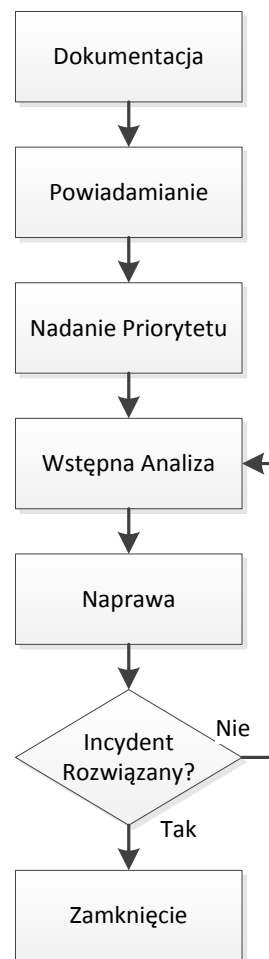 Dokumentacja
Powiadamianie
Nadanie Priorytetu
Wstępna Analiza
Naprawa
Incydent
Rozwiązany?
Nie
Tak
Zamknięcie